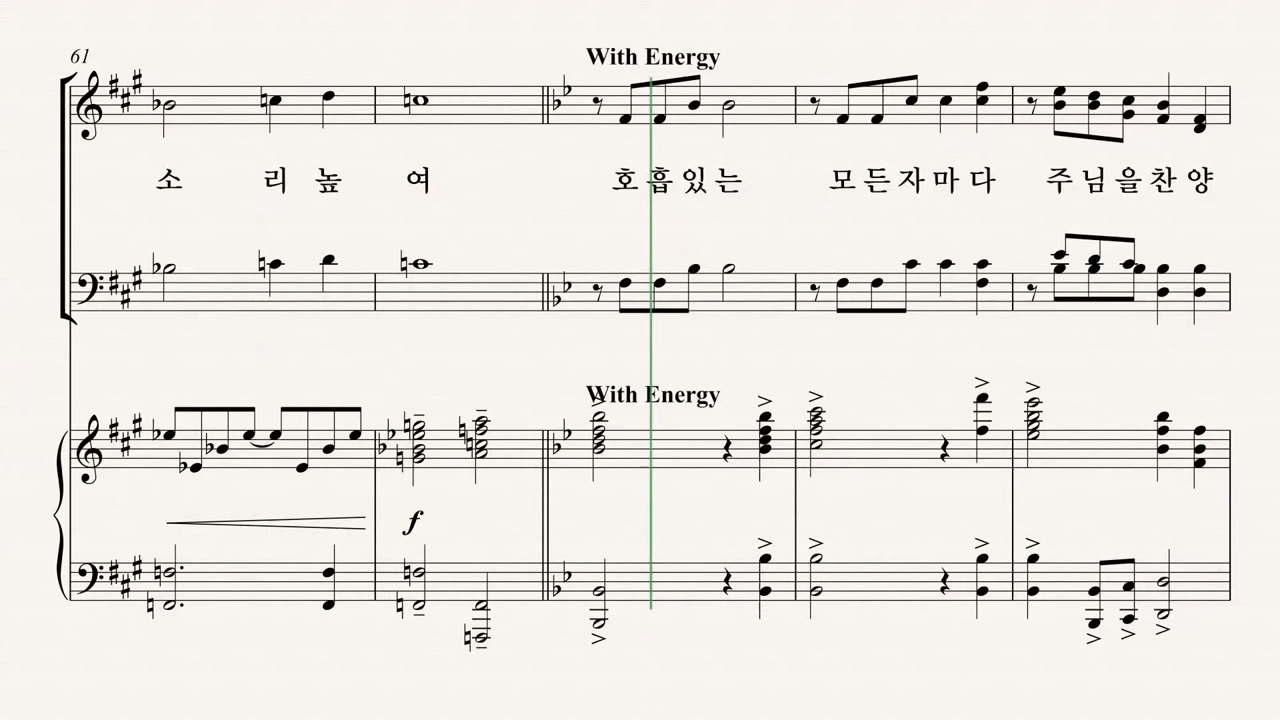 61
With Energy
소 리 높 여 호 흡 있 는 모 든 자 마 다 주 님 을 찬 양
With Energy
f